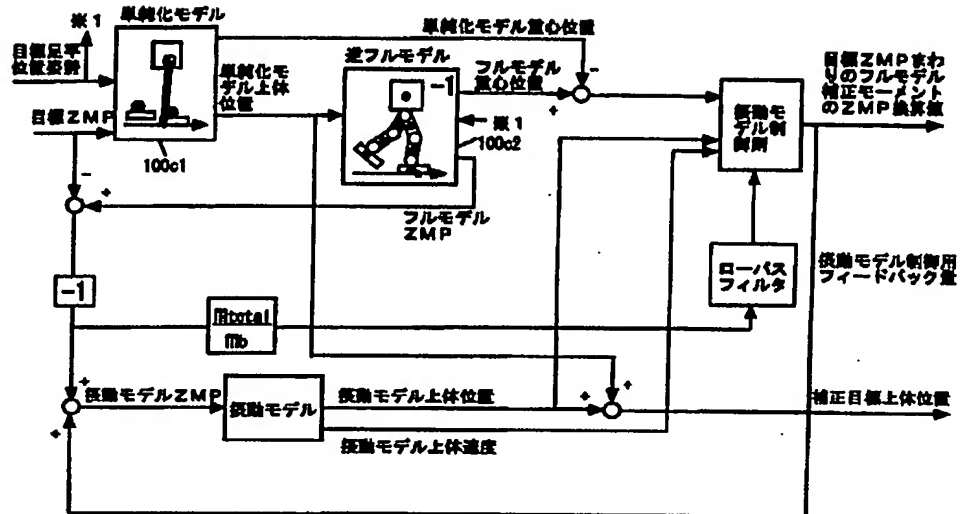 ※1
単純化モデル
目標足平
位置姿勢
目標ZMP
100c1
単純化モデル重心位置
単純化モ
デル上体
位置
逆フルモデル
-1
フルモデル
重心位置
※1
100c2
フルモデル
ZMP
-
+
-
+
摂動モ
デル制
御則
目標ZMPまわ
りのフルモデル
補正モーメント
のZMP換算値
ローパス
フィルタ
摂動モデル制御用
フィードバック量
-1
mtotal
mb
+
+
摂動モデルZMP
摂動モデル
摂動モデル上体位置
摂動モデル上体速度
+
+
補正目標上体位置